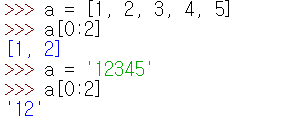 >>> a = [1, 2, 3, 4, 5]
>>> a[0:2]
[1, 2]
>>> a = '12345'
>>> a[0:2]
'12'